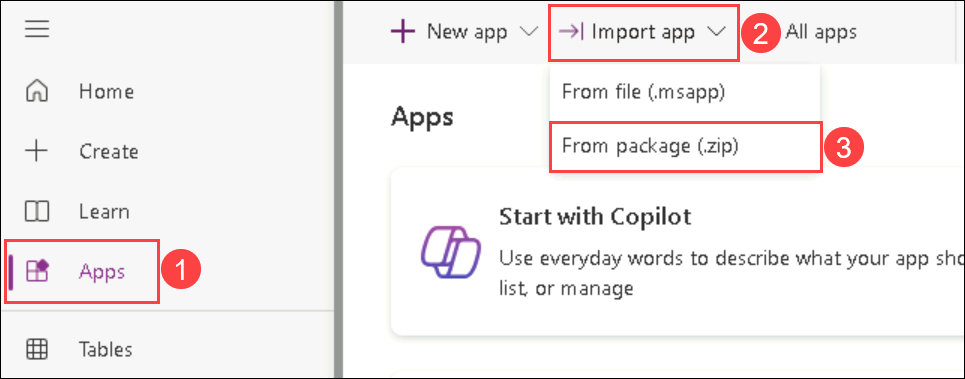 Home
Create
Learn
Apps
1
Tables
New app
Import app
2
All apps
From file (.msapp)
From package (.zip)
3
Apps
Start with Copilot
Use everyday words to describe what your app sho
list, or manage